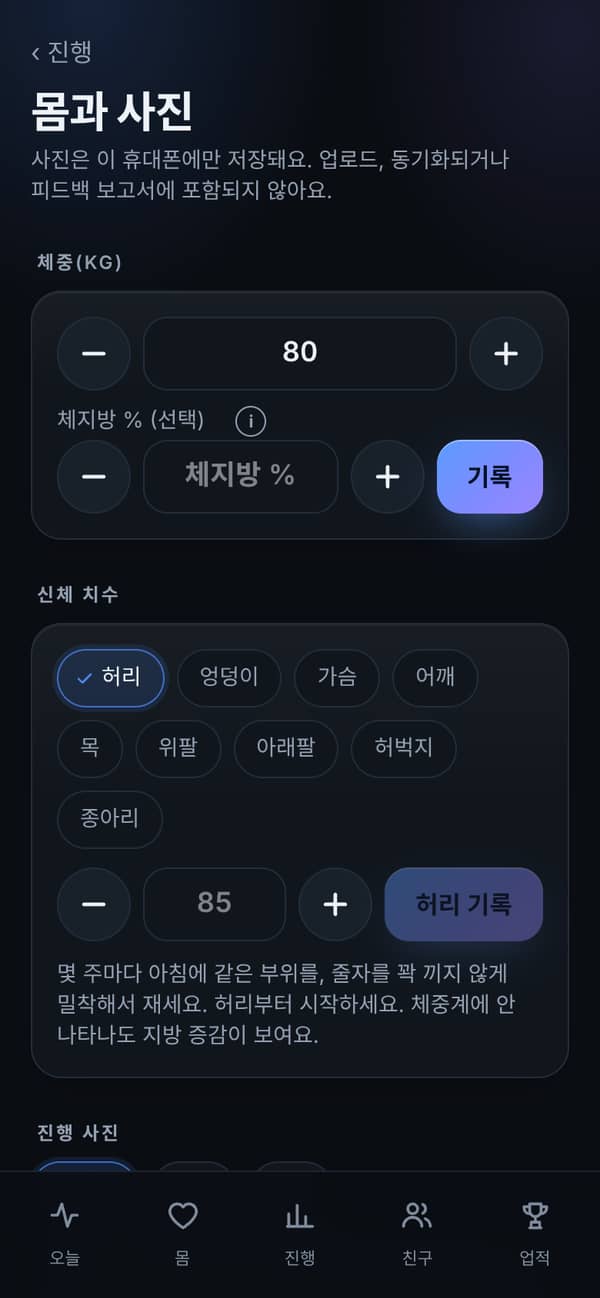 ‹ 진행
몸과 사진
사진은 이 휴대폰에만 저장돼요. 업로드, 동기화되거나
피드백 보고서에 포함되지 않아요.
체중(KG)
80
체지방 % (선택)
체지방 %
기록
신체 치수
허리 엉덩이 가슴 어깨
목 위팔 아래팔 허벅지
종아리
85
허리 기록
몇 주마다 아침에 같은 부위를, 줄자를 꽉 끼지 않게
밀착해서 재세요. 허리부터 시작하세요. 체중계에 안
나타나도 지방 증감이 보여요.
진행 사진
오늘 몸 진행 친구 업적